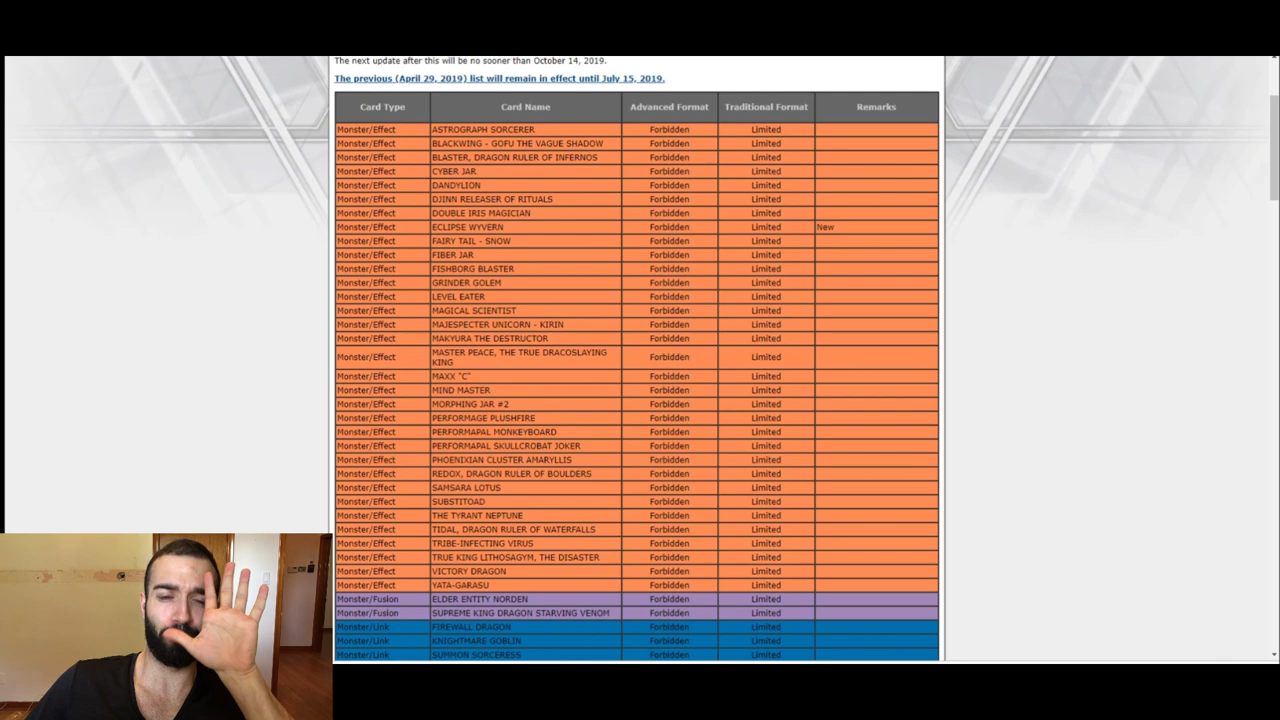 The next update after this will be no sooner than October 14, 2019.
The previous (April 29, 2019) list will remain in effect until July 15, 2019.
Card Type Card Name Advanced Format Traditional Format Remarks
Monster/Effect ASTROGRAPH SORCERER Forbidden Limited
Monster/Effect BLACKWING - GOFU THE VAGUE SHADOW Forbidden Limited
Monster/Effect BLASTER, DRAGON RULER OF INFERNOS Forbidden Limited
Monster/Effect CYBER JAR Forbidden Limited
Monster/Effect DANDYLION Forbidden Limited
Monster/Effect DJINN RELEASER OF RITUALS Forbidden Limited
Monster/Effect DOUBLE IRIS MAGICIAN Forbidden Limited
Monster/Effect ECLIPSE WYVERN Forbidden Limited New
Monster/Effect FAIRY TAIL - SNOW Forbidden Limited
Monster/Effect FIBER JAR Forbidden Limited
Monster/Effect FISHBORG BLASTER Forbidden Limited
Monster/Effect GRINDER GOLEM Forbidden Limited
Monster/Effect LEVEL EATER Forbidden Limited
Monster/Effect MAGICAL SCIENTIST Forbidden Limited
Monster/Effect MAJESPECTER UNICORN - KIRIN Forbidden Limited
Monster/Effect MAKYURA THE DESTRUCTOR Forbidden Limited
Monster/Effect MASTER PEACE, THE TRUE DRACOSLAYING
KING Forbidden Limited
Monster/Effect MAXX "C" Forbidden Limited
Monster/Effect MIND MASTER Forbidden Limited
Monster/Effect MORPHING JAR #2 Forbidden Limited
Monster/Effect PERFORMAGE PLUSHFIRE Forbidden Limited
Monster/Effect PERFORMAPAL MONKEYBOARD Forbidden Limited
Monster/Effect PERFORMAPAL SKULLCROBAT JOKER Forbidden Limited
Monster/Effect PHOENIXIAN CLUSTER AMARYLLIS Forbidden Limited
Monster/Effect REDOX, DRAGON RULER OF BOULDERS Forbidden Limited
Monster/Effect SAMSARA LOTUS Forbidden Limited
Monster/Effect SUBSTITOAD Forbidden Limited
Monster/Effect THE TYRANT NEPTUNE Forbidden Limited
Monster/Effect TIDAL, DRAGON RULER OF WATERFALLS Forbidden Limited
Monster/Effect TRIBE-INFECTING VIRUS Forbidden Limited
Monster/Effect TRUE KING LITHOSAGYM, THE DISASTER Forbidden Limited
Monster/Effect VICTORY DRAGON Forbidden Limited
Monster/Effect YATA-GARASU Forbidden Limited
Monster/Fusion ELDER ENTITY NORDEN Forbidden Limited
Monster/Fusion SUPREME KING DRAGON STARVING VENOM Forbidden Limited
Monster/Link FIREWALL DRAGON Forbidden Limited
Monster/Link KNIGHTMARE GOBLIN Forbidden Limited
Monster/Link SUMMON SORCERESS Forbidden Limited